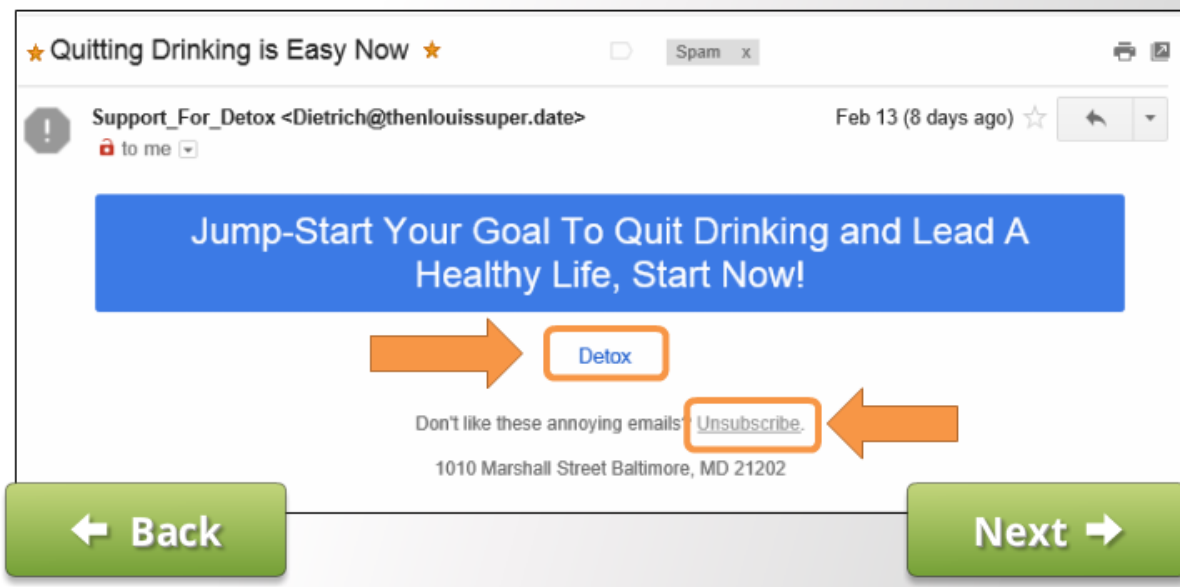 Quitting Drinking is Easy Now
Spam x
Support_For_Detox <Dietrich@thenlouissuper.date>
Feb 13 (8 days ago)
to me
Jump-Start Your Goal To Quit Drinking and Lead A
Healthy Life, Start Now!
Detox
Don't like these annoying emails? Unsubscribe.
1010 Marshall Street Baltimore, MD 21202
Back
Next